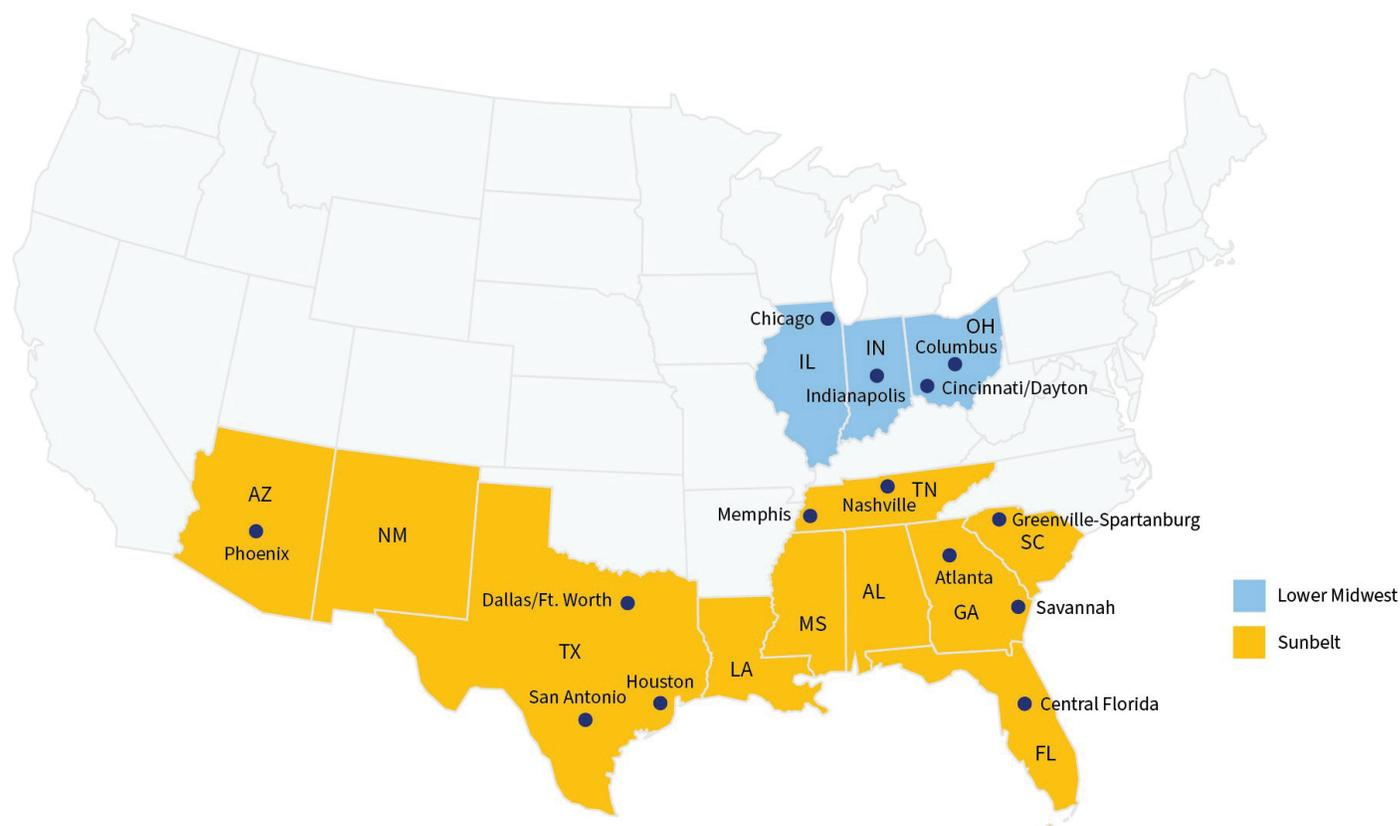 Chicago
OH
IN
Columbus
IL
Cincinnati/Dayton
Indianapolis
AZ
TN
Nashville
Memphis
Greenville-Spartanburg
NM
SC
Phoenix
Atlanta
AL
Lower Midwest
Dallas/Ft. Worth
Savannah
GA
MS
Sunbelt
TX
LA
Houston
San Antonio
Central Florida
FL